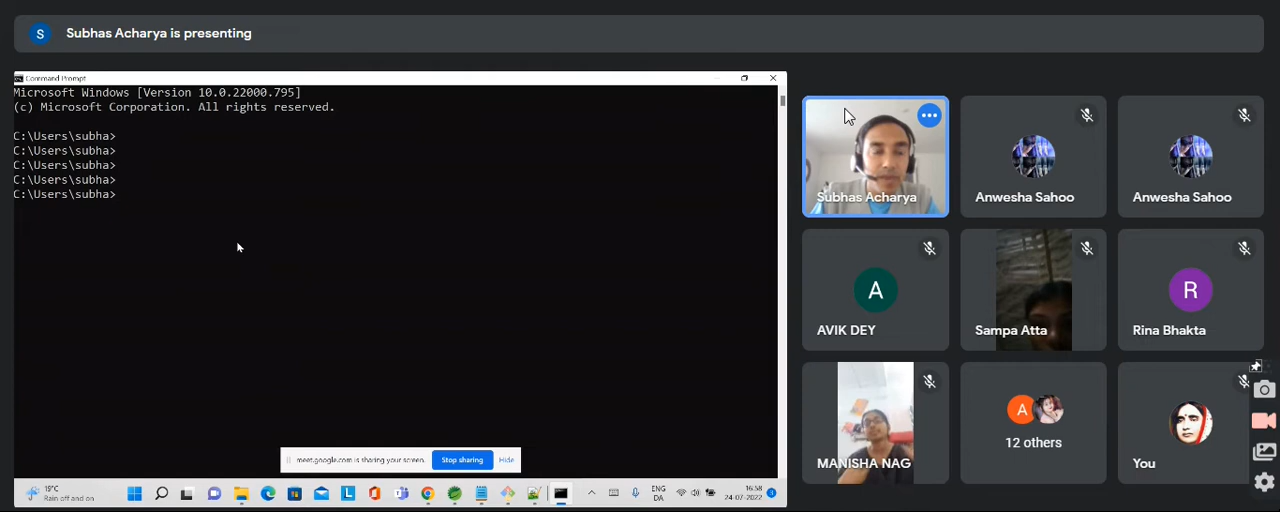 S
Subhas Acharya is presenting
Command Prompt
Microsoft Windows [Version 10.0.22000.795]
(c) Microsoft Corporation. All rights reserved.
C:\Users\subha>
C:\Users\subha>
C:\Users\subha>
C:\Users\subha>
C:\Users\subha>
meet.google.com is sharing your screen.
Stop sharing
Hide
19°C
Rain off and on
L
ENG
DA
16.58
24-07-2022
3
Subhas Acharya
Anwesha Sahoo
Anwesha Sahoo
A
AVIK DEY
Sampa Atta
R
Rina Bhakta
MANISHA NAG
A
12 others
You